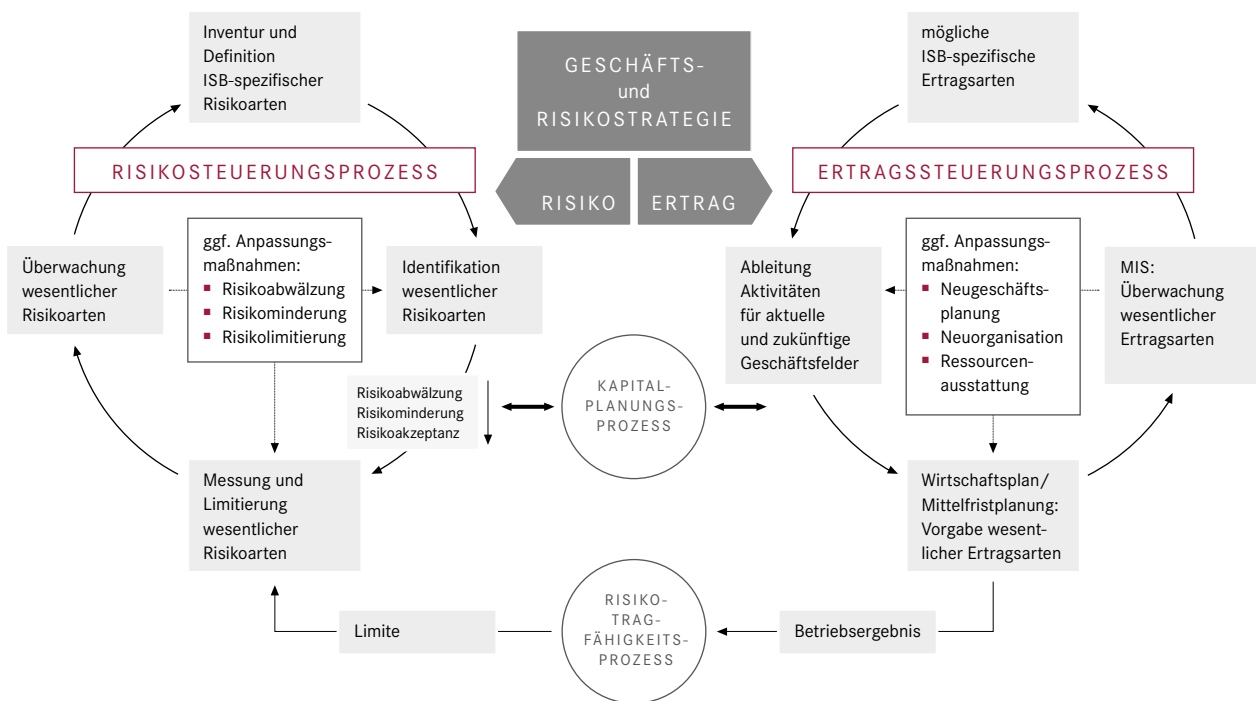 Inventur und
Definition
ISB-spezifischer
Risikoarten
GESCHÄFTS-
und
RISIKOSTRATEGIE
mögliche
ISB-spezifische
Ertragsarten
RISIKOSTEUERUNGSPROZESS
RISIKO
ERTRAG
ERTRAGSSTEUERUNGSPROZESS
Überwachung
wesentlicher
Risikoarten
ggf. Anpassungs-
maßnahmen:
Risikoabwälzung
Risikominderung
Risikolimitierung
Identifikation
wesentlicher
Risikoarten
Ableitung
Aktivitäten
für aktuelle
und zukünftige
Geschäftsfelder
ggf. Anpassungs-
maßnahmen:
Neugeschäfts-
planung
Neuorganisation
Ressourcen-
ausstattung
MIS:
Überwachung
wesentlicher
Ertragsarten
Risikoabwälzung
Risikominderung
Risikoakzeptanz
KAPITAL-
PLANUNGS-
PROZESS
Messung und
Limitierung
wesentlicher
Risikoarten
Wirtschaftsplan/
Mittelfristplanung:
Vorgabe wesent-
licher Ertragsarten
Limite
RISIKO-
TRAG-
FÄHIGKEITS-
PROZESS
Betriebsergebnis